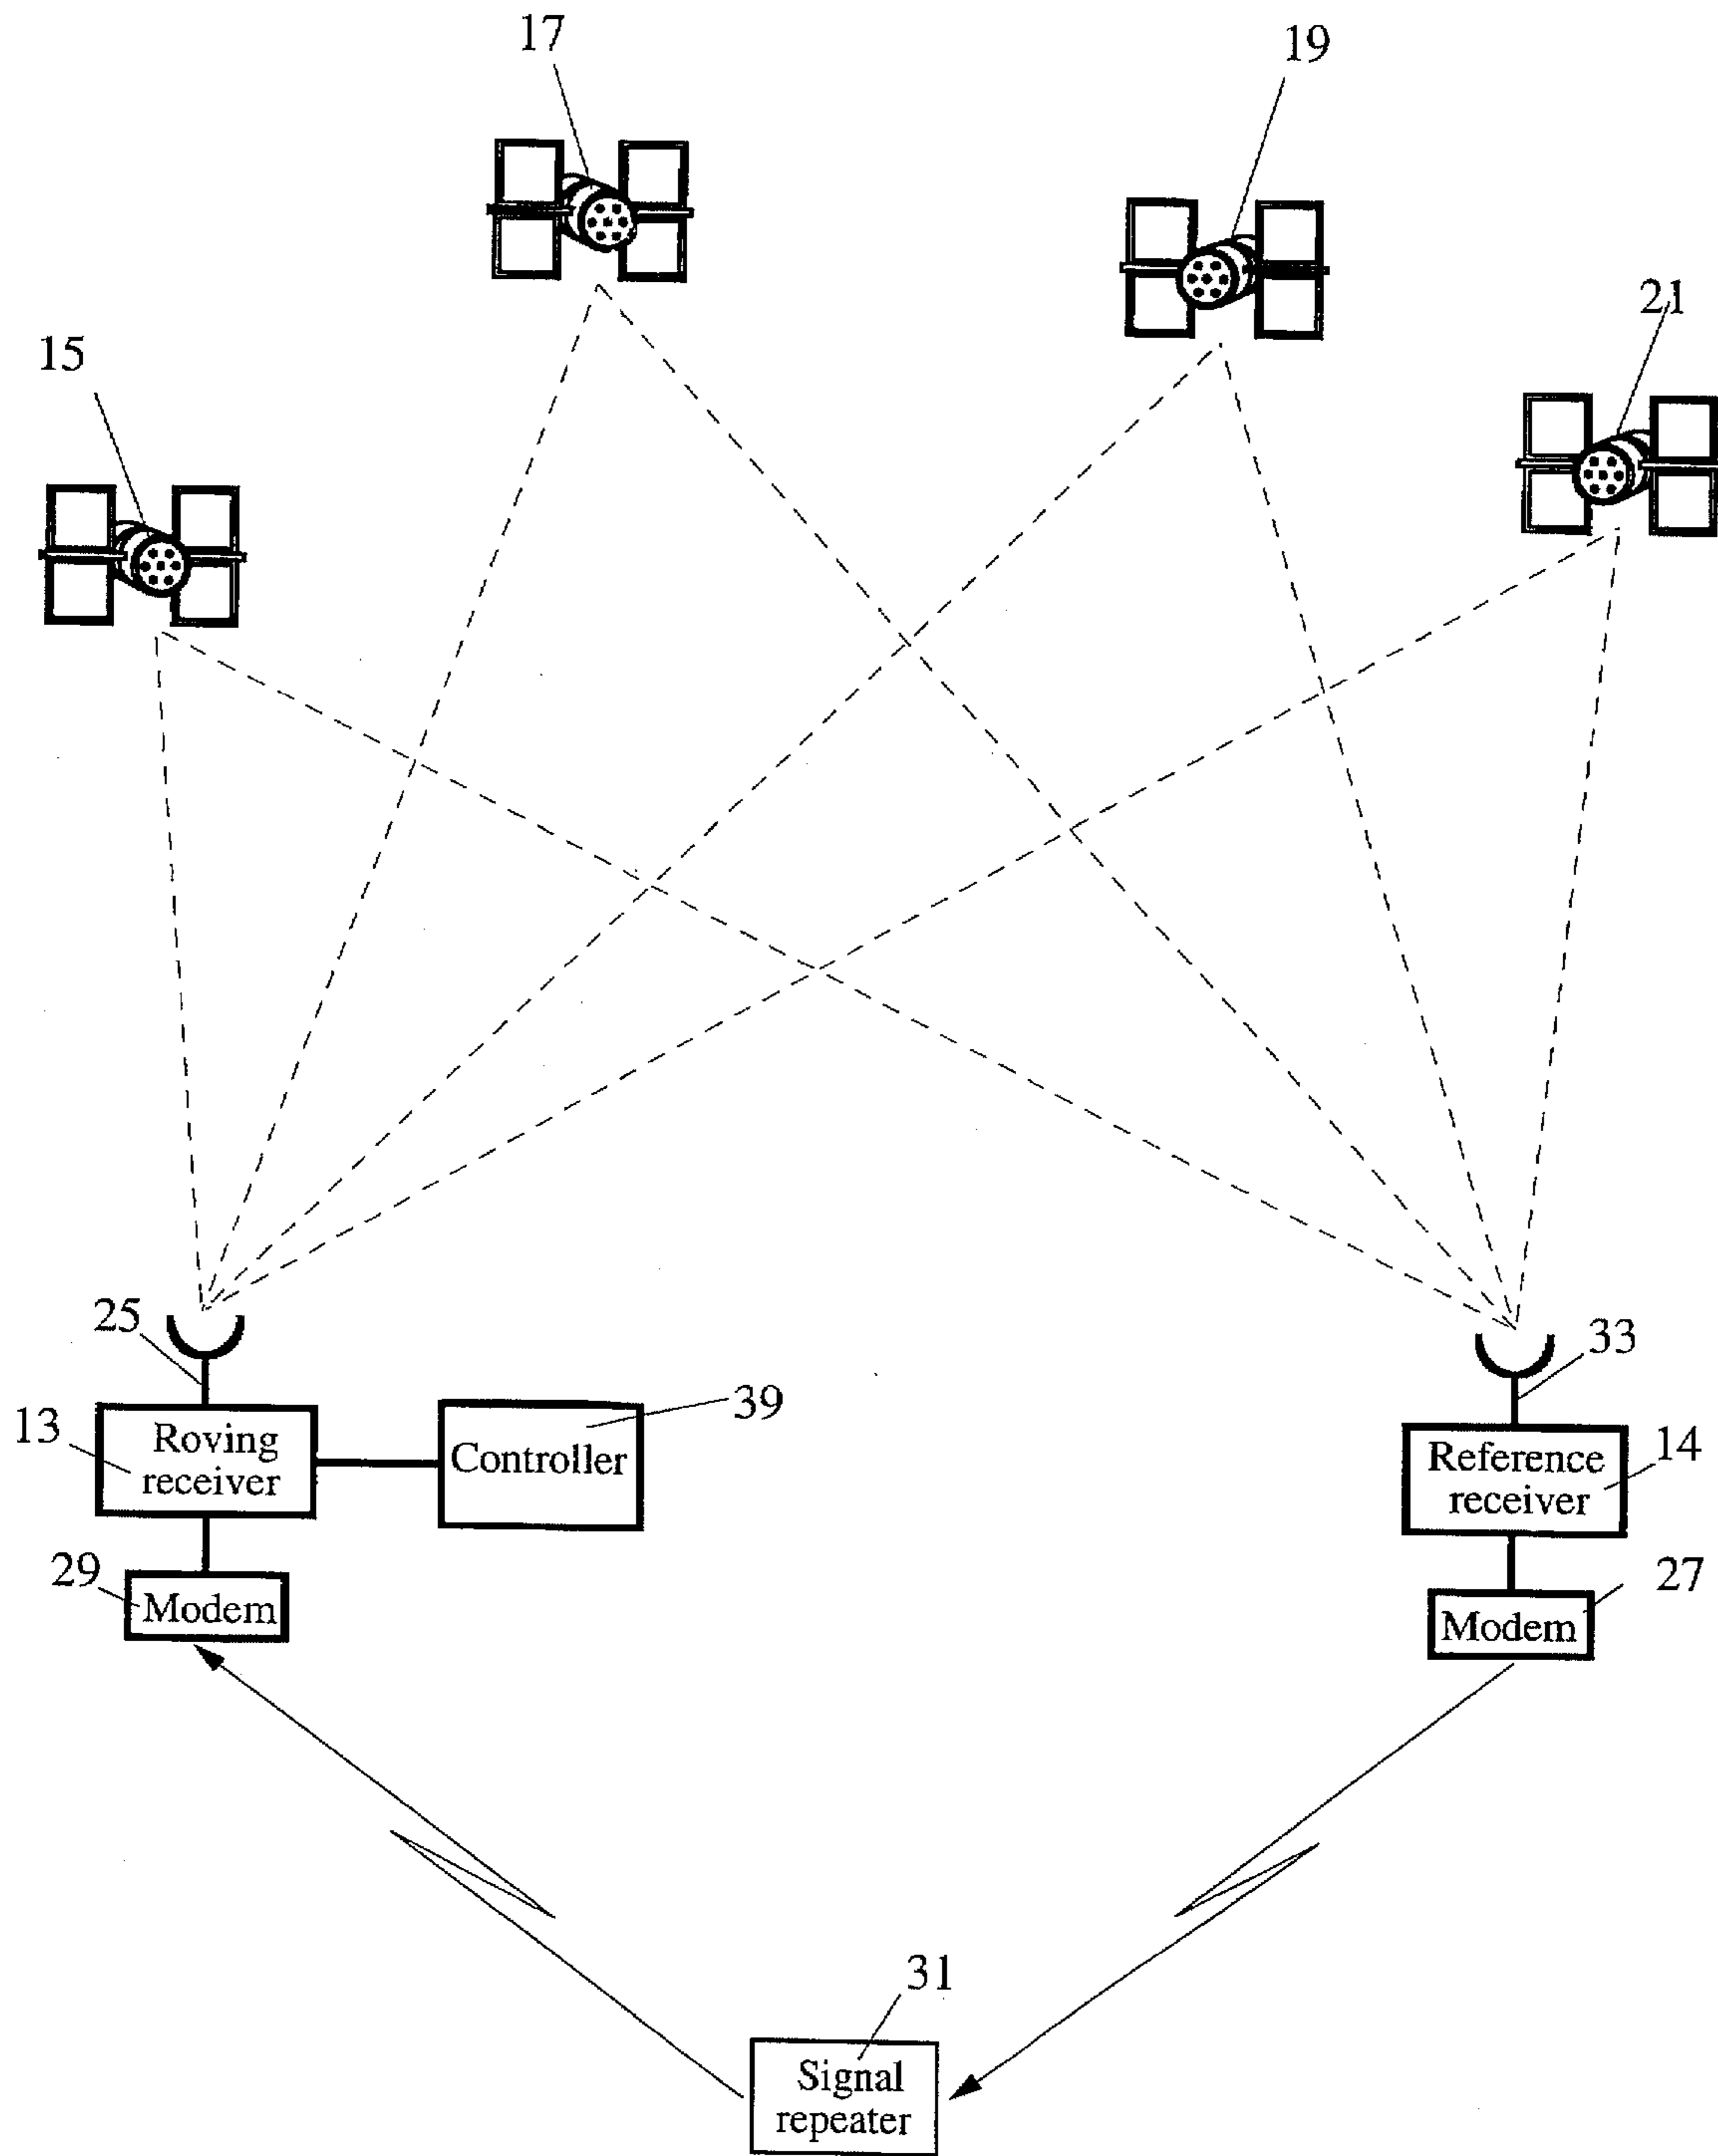 17
19
21
15
25
33
13
Roving
receiver
39
Controller
Reference
receiver
14
29
Modem
27
Modem
31
Signal
repeater